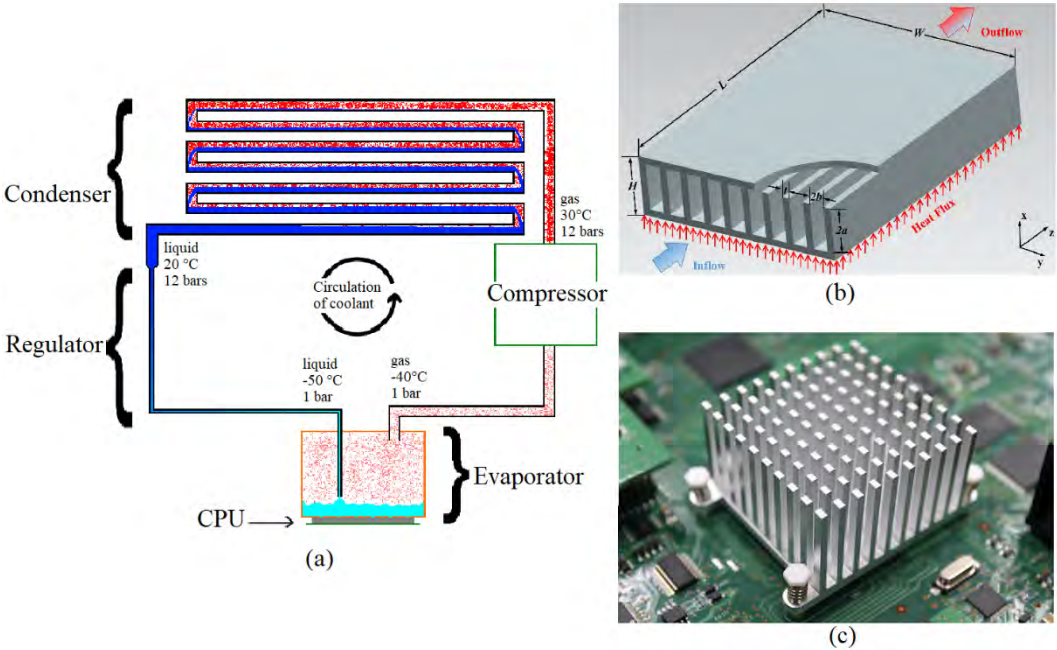 Condenser
gas
30°C
12 bars
liquid
20 °C
12 bars
Circulation
of coolant
Compressor
Regulator
liquid
-50 °C
1 bar
gas
-40°C
1 bar
Evaporator
CPU
(a)
Outflow
W
L
H
t
2b
2a
Heat Flux
Inflow
x
z
y
(b)
(c)